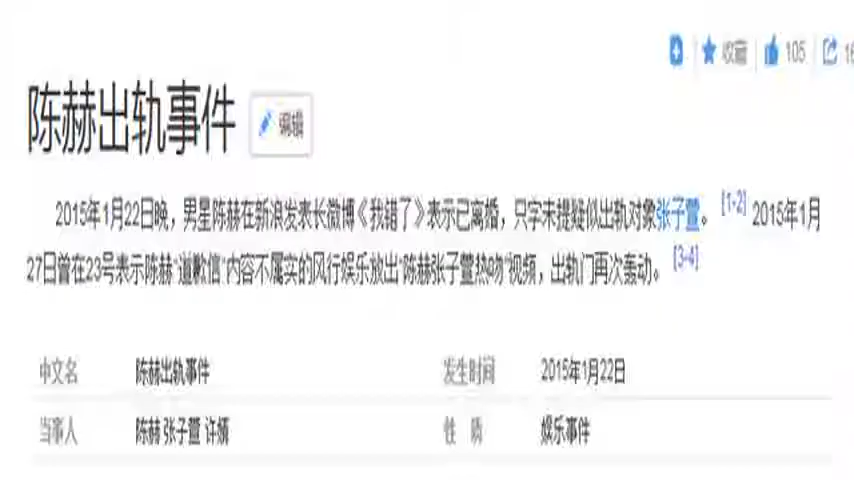 收藏 105 16
陈赫出轨事件 编辑
2015年1月22日晚，男星陈赫在新浪发表长微博《我错了》表示已离婚，只字未提疑似出轨对象张子萱。[1-2] 2015年1月
27日曾在23号表示陈赫“道歉信”内容不属实的风行娱乐放出“陈赫张子萱热吻”视频，出轨门再次轰动。[3-4]
中文名 陈赫出轨事件 发生时间 2015年1月22日
当事人 陈赫 张子萱 许婧 性 质 娱乐事件